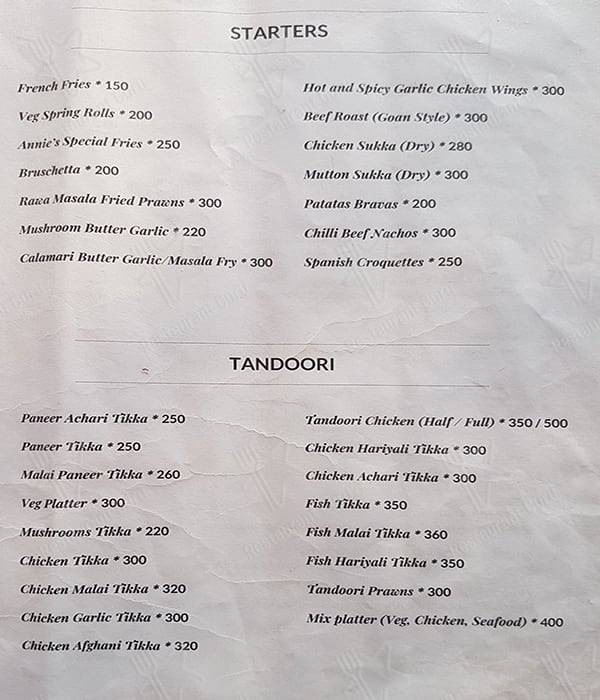 STARTERS
French Fries * 150
Veg Spring Rolls * 200
Annie's Special Fries * 250
Bruschetta * 200
Rawa Masala Fried Prawns * 300
Mushroom Butter Garlic * 220
Calamari Butter Garlic/Masala Fry * 300
Hot and Spicy Garlic Chicken Wings * 300
Beef Roast (Goan Style) * 300
Chicken Sukka (Dry) * 280
Mutton Sukka (Dry) * 300
Patatas Bravas * 200
Chilli Beef Nachos * 300
Spanish Croquettes * 250
TANDOORI
Paneer Achari Tikka * 250
Paneer Tikka * 250
Malai Paneer Tikka * 260
Veg Platter * 300
Mushrooms Tikka * 220
Chicken Tikka * 300
Chicken Malai Tikka * 320
Chicken Garlic Tikka * 300
Chicken Afghani Tikka * 320
Tandoori Chicken (Half / Full) * 350 / 500
Chicken Hariyali Tikka * 300
Chicken Achari Tikka * 300
Fish Tikka * 350
Fish Malai Tikka * 360
Fish Hariyali Tikka * 350
Tandoori Prawns * 300
Mix platter (Veg, Chicken, Seafood) * 400